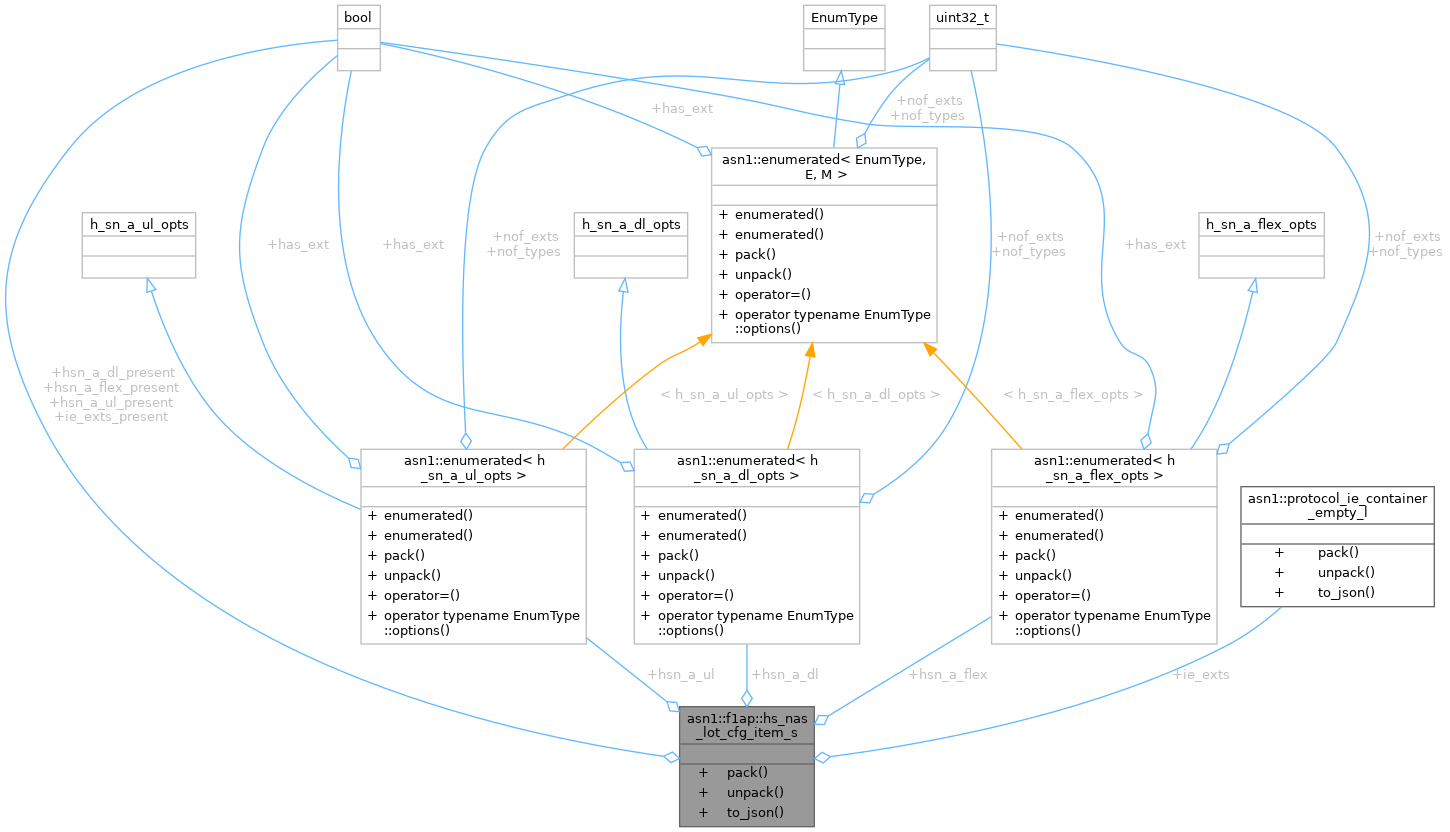 bool
EnumType
uint32_t
+has_ext
+nof_exts
+nof_types
asn1::enumerated< EnumType,
E, M >
+ enumerated()
+ enumerated()
+ pack()
+ unpack()
+ operator=()
+ operator typename EnumType
::options()
h_sn_a_ul_opts
h_sn_a_dl_opts
h_sn_a_flex_opts
+has_ext
+has_ext
+nof_exts
+nof_types
+nof_exts
+nof_types
+has_ext
+nof_exts
+nof_types
+hsn_a_dl_present
+hsn_a_flex_present
+hsn_a_ul_present
+ie_exts_present
< h_sn_a_ul_opts >
< h_sn_a_dl_opts >
< h_sn_a_flex_opts >
asn1::enumerated< h
_sn_a_ul_opts >
+ enumerated()
+ enumerated()
+ pack()
+ unpack()
+ operator=()
+ operator typename EnumType
::options()
asn1::enumerated< h
_sn_a_dl_opts >
+ enumerated()
+ enumerated()
+ pack()
+ unpack()
+ operator=()
+ operator typename EnumType
::options()
asn1::enumerated< h
_sn_a_flex_opts >
+ enumerated()
+ enumerated()
+ pack()
+ unpack()
+ operator=()
+ operator typename EnumType
::options()
asn1::protocol_ie_container
_empty_l
+ pack()
+ unpack()
+ to_json()
+hsn_a_ul
+hsn_a_dl
+hsn_a_flex
+ie_exts
asn1::f1ap::hs_nas
_lot_cfg_item_s
+ pack()
+ unpack()
+ to_json()